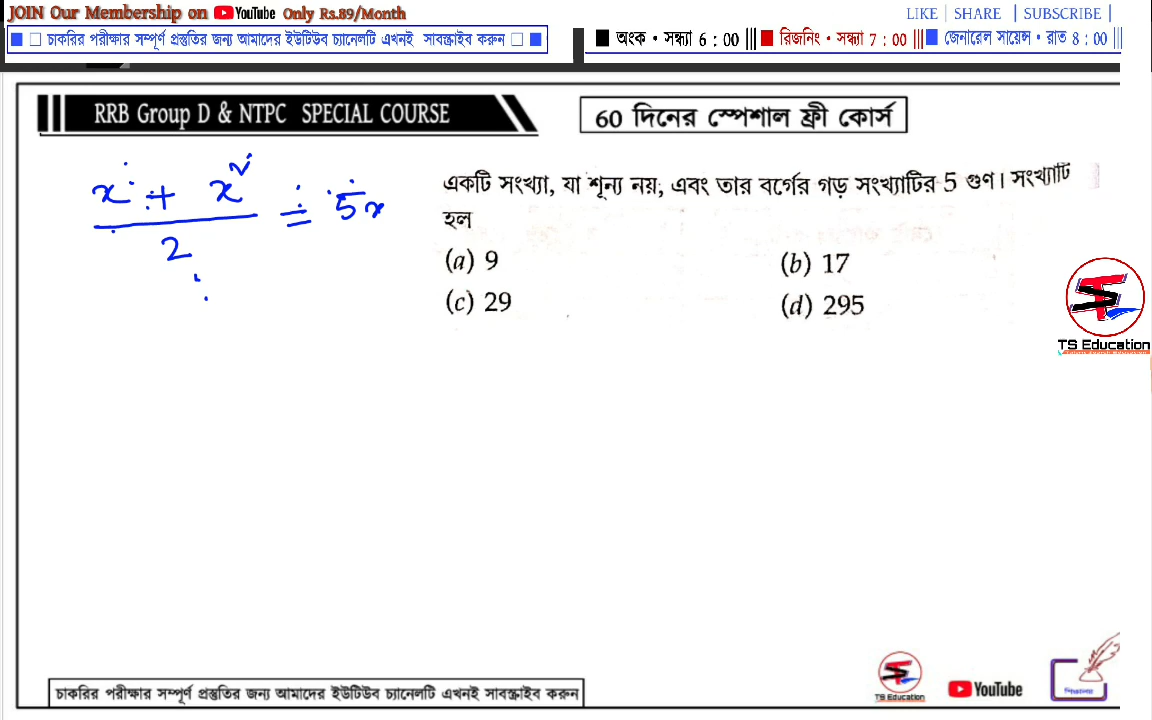 JOIN Our Membership on YouTube Only Rs.89/Month
LIKE | SHARE | SUBSCRIBE |
■ □ চাকরির পরীক্ষার সম্পূর্ণ প্রস্তুতির জন্য আমাদের ইউটিউব চ্যানেলটি এখনই সাবস্ক্রাইব করুন □ ■
■ অংক • সন্ধ্যা 6 : 00 ||| ■ রিজনিং • সন্ধ্যা 7 : 00 ||| ■ জেনারেল সায়েন্স • রাত 8 : 00 |||
RRB Group D & NTPC SPECIAL COURSE
60 দিনের স্পেশাল ফ্রী কোর্স
x + x² / 2 = 5x
একটি সংখ্যা, যা শূন্য নয়, এবং তার বর্গের গড় সংখ্যাটির 5 গুণ। সংখ্যাটি
হল
(a) 9 (b) 17
(c) 29 (d) 295
TS Education
চাকরির পরীক্ষার সম্পূর্ণ প্রস্তুতির জন্য আমাদের ইউটিউব চ্যানেলটি এখনই সাবস্ক্রাইব করুন
TS Education
YouTube